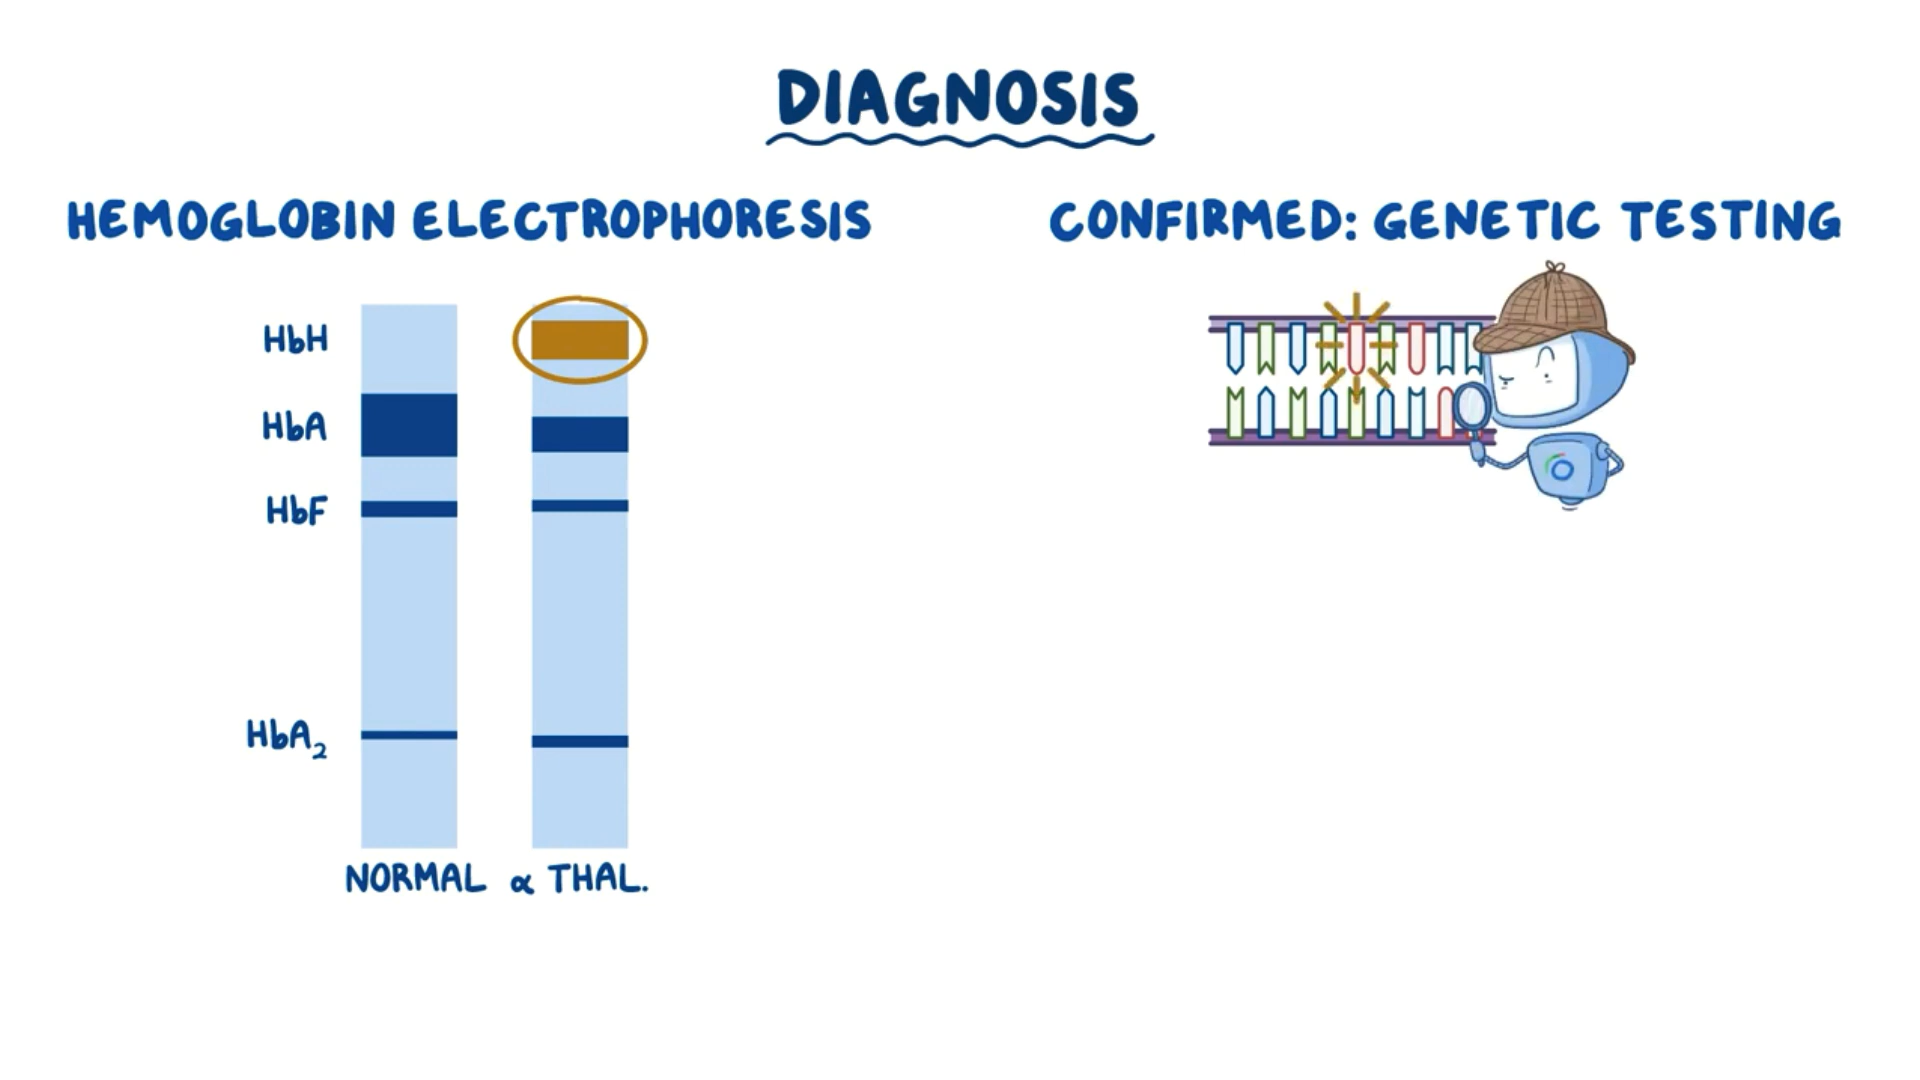 DIAGNOSIS
HEMOGLOBIN ELECTROPHORESIS
HbH
HbA
HbF
HbA₂
NORMAL
∝ THAL.
CONFIRMED: GENETIC TESTING